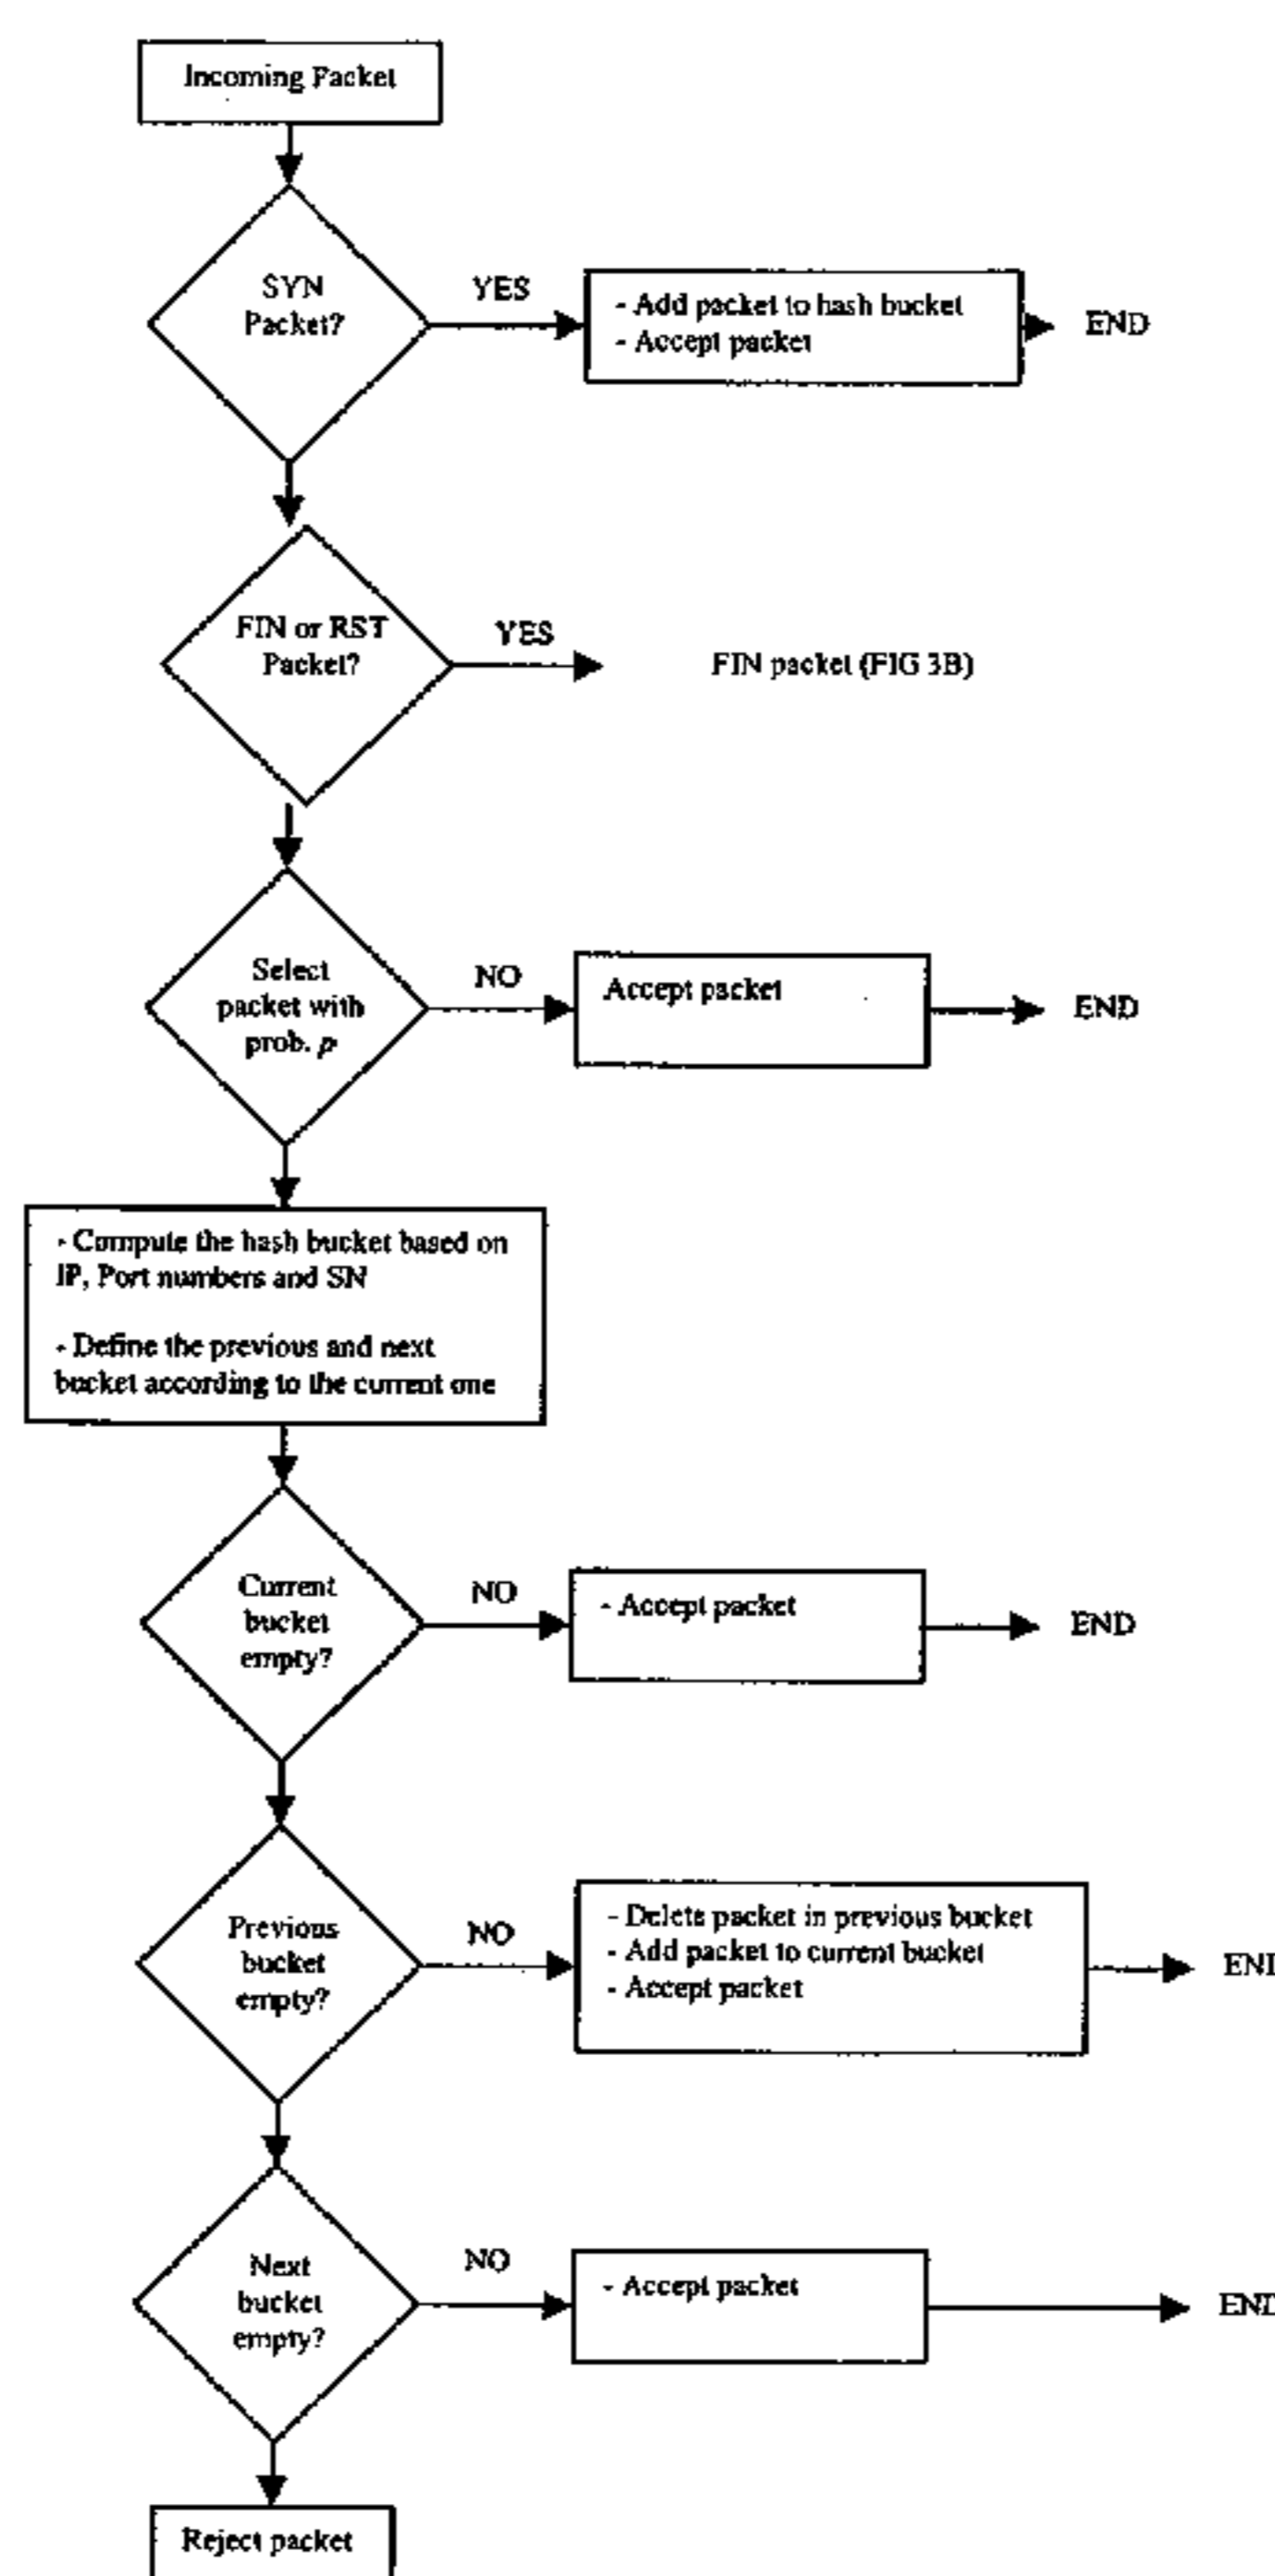 Incoming Packet
SYN
Packet?
YES
- Add packet to hash bucket
- Accept packet
END
FIN or RST
Packet?
YES
FIN packet (FIG 3B)
Select
packet with
prob. p
NO
Accept packet
END
- Compute the hash bucket based on
IP, Port numbers and SN
- Define the previous and next
bucket according to the current one
Current
bucket
empty?
NO
- Accept packet
END
Previous
bucket
empty?
NO
- Delete packet in previous bucket
- Add packet to current bucket
- Accept packet
END
Next
bucket
empty?
NO
- Accept packet
END
Reject packet